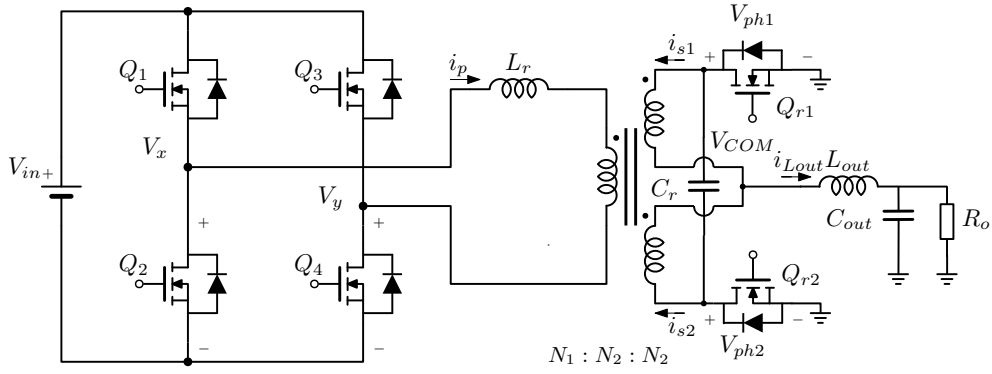 V_{ph1}
i_{s1} + −
Q_1 Q_3 i_p L_r
Q_{r1}
V_x V_{COM}
i_{Lout} L_{out}
V_{in} +
V_y C_r
+ + C_{out} R_o
Q_2 Q_4 Q_{r2}
i_{s2} + −
− − V_{ph2}
N_1 : N_2 : N_2